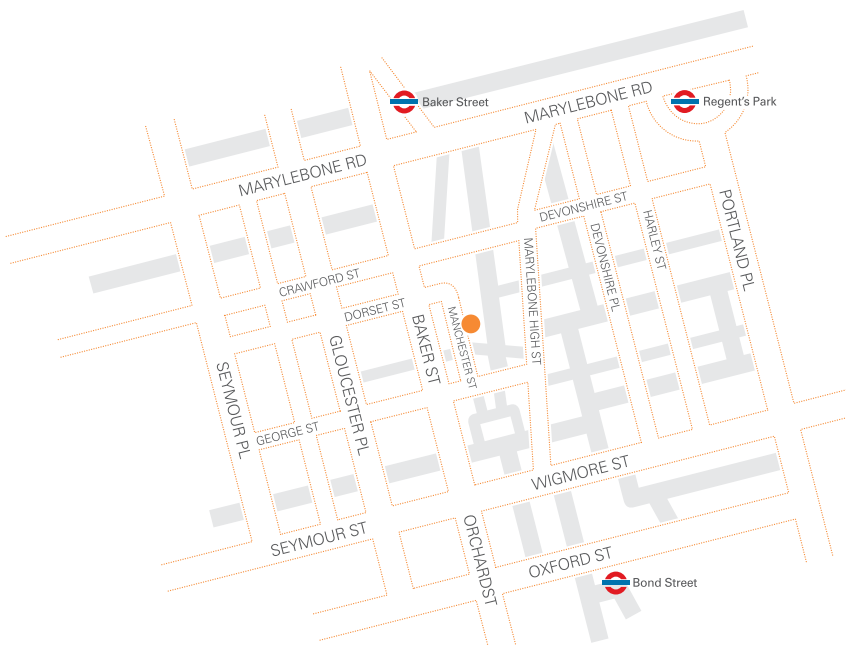 Baker Street
MARYLEBONE RD
Regent's Park
MARYLEBONE RD
DEVONSHIRE ST
PORTLAND PL
HARLEY ST
DEVONSHIRE PL
MARYLEBONE HIGH ST
CRAWFORD ST
DORSET ST
MANCHESTER ST
BAKER ST
GLOUCESTER PL
SEYMOUR PL
GEORGE ST
WIGMORE ST
SEYMOUR ST
ORCHARDST
OXFORD ST
Bond Street